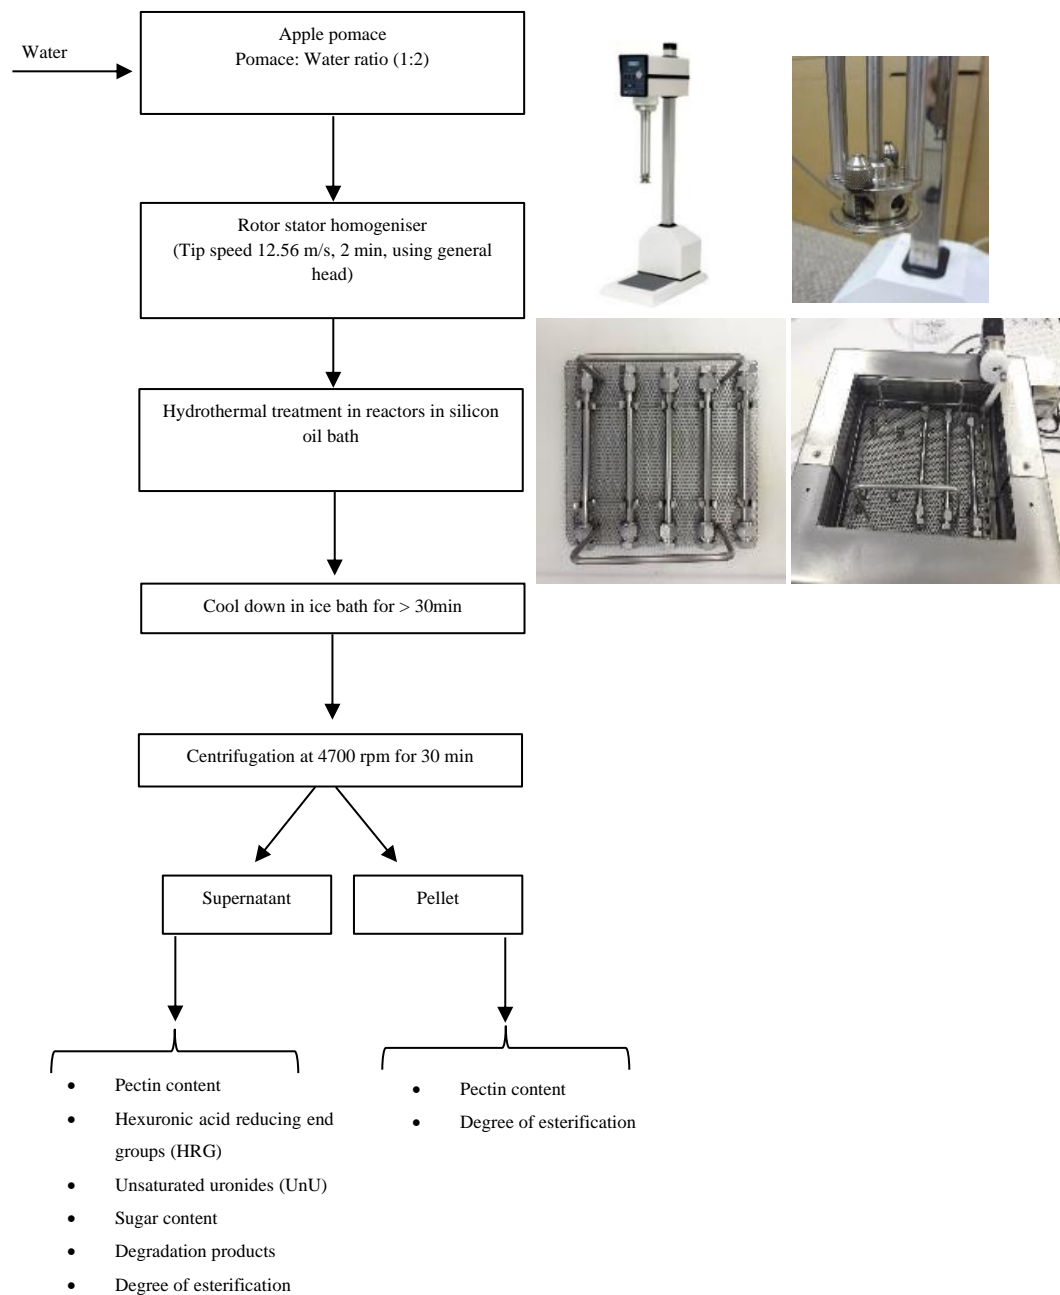 Water
Apple pomace
Pomace: Water ratio (1:2)
Rotor stator homogeniser
(Tip speed 12.56 m/s, 2 min, using general
head)
Hydrothermal treatment in reactors in silicon
oil bath
Cool down in ice bath for > 30min
Centrifugation at 4700 rpm for 30 min
Supernatant
Pellet
• Pectin content
• Hexuronic acid reducing end
groups (HRG)
• Unsaturated uronides (UnU)
• Sugar content
• Degradation products
• Degree of esterification
• Pectin content
• Degree of esterification